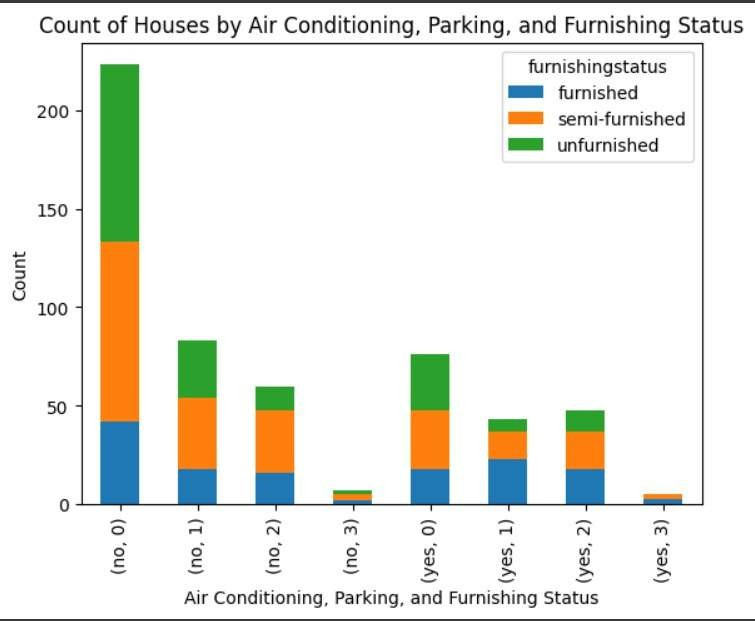 Count of Houses by Air Conditioning, Parking, and Furnishing Status
furnishingstatus
furnished
semi-furnished
unfurnished
Count
200
150
100
50
0
(no, 0)
(no, 1)
(no, 2)
(no, 3)
(yes, 0)
(yes, 1)
(yes, 2)
(yes, 3)
Air Conditioning, Parking, and Furnishing Status